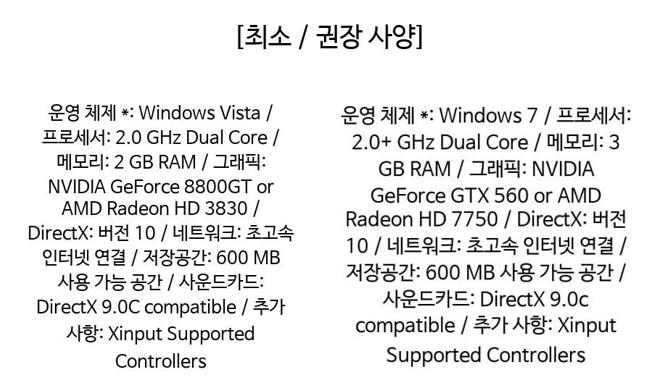 [최소 / 권장 사양]
운영 체제 *: Windows Vista /
프로세서: 2.0 GHz Dual Core /
메모리: 2 GB RAM / 그래픽:
NVIDIA GeForce 8800GT or
AMD Radeon HD 3830 /
DirectX: 버전 10 / 네트워크: 초고속
인터넷 연결 / 저장공간: 600 MB
사용 가능 공간 / 사운드카드:
DirectX 9.0C compatible / 추가
사항: Xinput Supported
Controllers
운영 체제 *: Windows 7 / 프로세서:
2.0+ GHz Dual Core / 메모리: 3
GB RAM / 그래픽: NVIDIA
GeForce GTX 560 or AMD
Radeon HD 7750 / DirectX: 버전
10 / 네트워크: 초고속 인터넷 연결 /
저장공간: 600 MB 사용 가능 공간 /
사운드카드: DirectX 9.0c
compatible / 추가 사항: Xinput
Supported Controllers